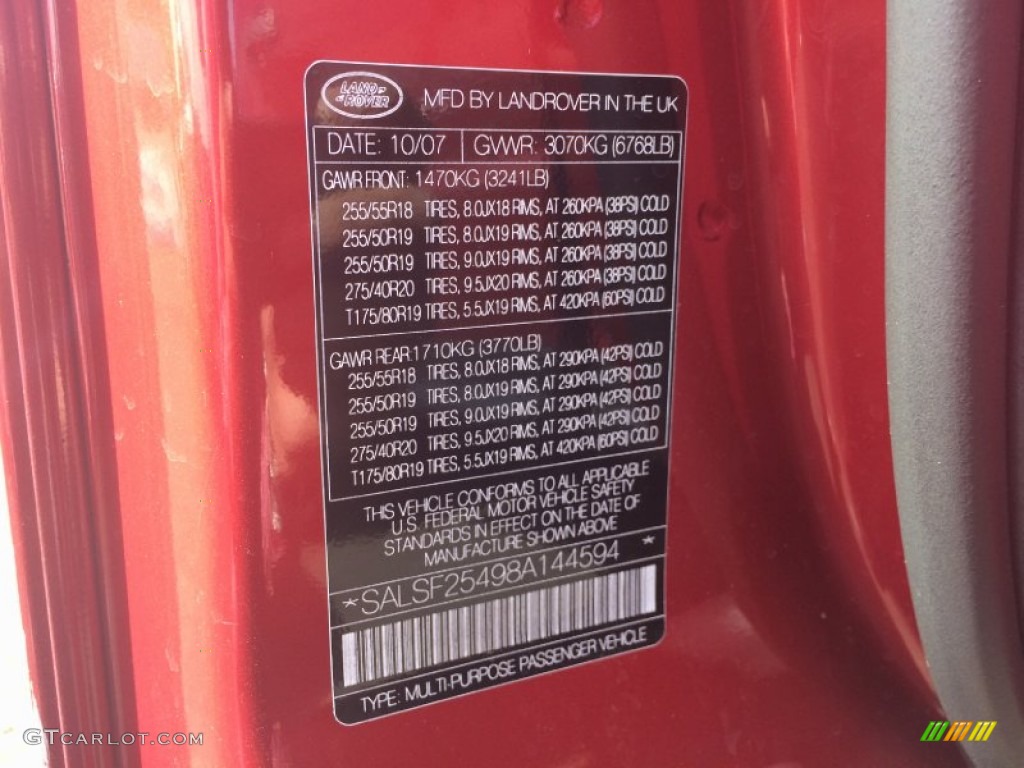 LAND ROVER
MFD BY LANDROVER IN THE UK
DATE: 10/07 GVWR: 3070KG (6768LB)
GAWR FRONT: 1470KG (3241LB)
255/55R18 TIRES, 8.0JX18 RIMS, AT 260KPA (38PSI) COLD
255/50R19 TIRES, 8.0JX19 RIMS, AT 260KPA (38PSI) COLD
255/50R19 TIRES, 9.0JX19 RIMS, AT 260KPA (38PSI) COLD
275/40R20 TIRES, 9.5JX20 RIMS, AT 260KPA (38PSI) COLD
T175/80R19 TIRES, 5.5JX19 RIMS, AT 420KPA (60PSI) COLD
GAWR REAR: 1710KG (3770LB)
255/55R18 TIRES, 8.0JX18 RIMS, AT 290KPA (42PSI) COLD
255/50R19 TIRES, 8.0JX19 RIMS, AT 290KPA (42PSI) COLD
255/50R19 TIRES, 9.0JX19 RIMS, AT 290KPA (42PSI) COLD
275/40R20 TIRES, 9.5JX20 RIMS, AT 290KPA (42PSI) COLD
T175/80R19 TIRES, 5.5JX19 RIMS, AT 420KPA (60PSI) COLD
THIS VEHICLE CONFORMS TO ALL APPLICABLE
U.S. FEDERAL MOTOR VEHICLE SAFETY
STANDARDS IN EFFECT ON THE DATE OF
MANUFACTURE SHOWN ABOVE
*SALSF25498A144594 *
TYPE: MULTI-PURPOSE PASSENGER VEHICLE
GTCARLOT.COM